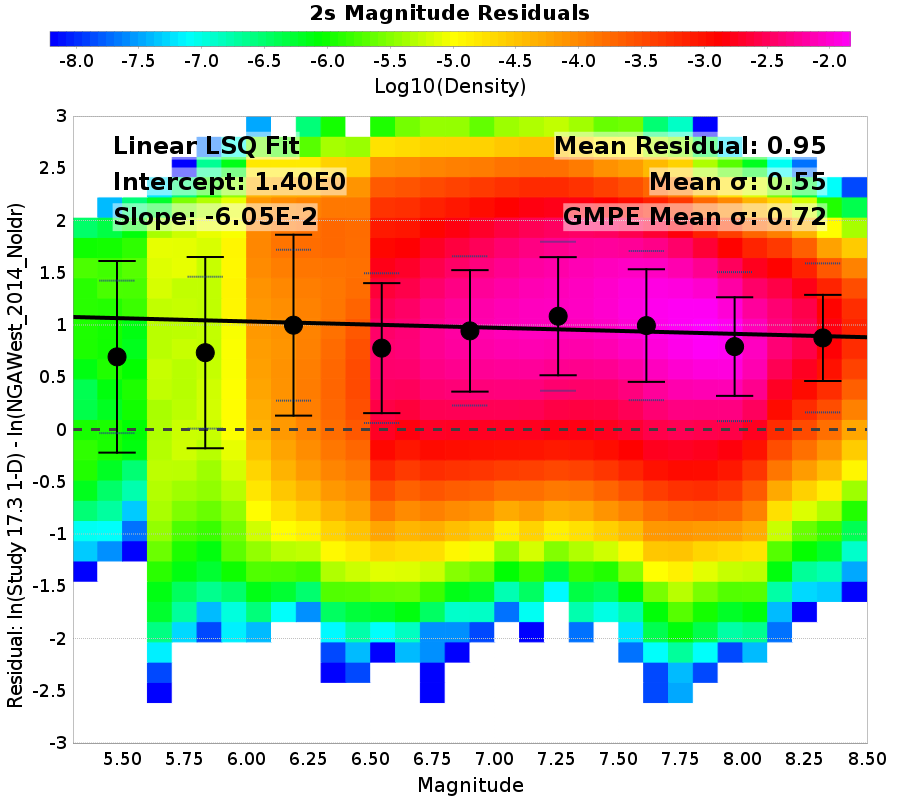 2s Magnitude Residuals
-8.0 -7.5 -7.0 -6.5 -6.0 -5.5 -5.0 -4.5 -4.0 -3.5 -3.0 -2.5 -2.0
Log10(Density)
Linear LSQ Fit
Intercept: 1.40E0
Slope: -6.05E-2
Mean Residual: 0.95
Mean σ: 0.55
GMPE Mean σ: 0.72
Residual: ln(Study 17.3 1-D) - ln(NGAWest_2014_NoIdr)
3
2.5
2
1.5
1
0.5
0
-0.5
-1
-1.5
-2
-2.5
-3
5.50 5.75 6.00 6.25 6.50 6.75 7.00 7.25 7.50 7.75 8.00 8.25 8.50
Magnitude